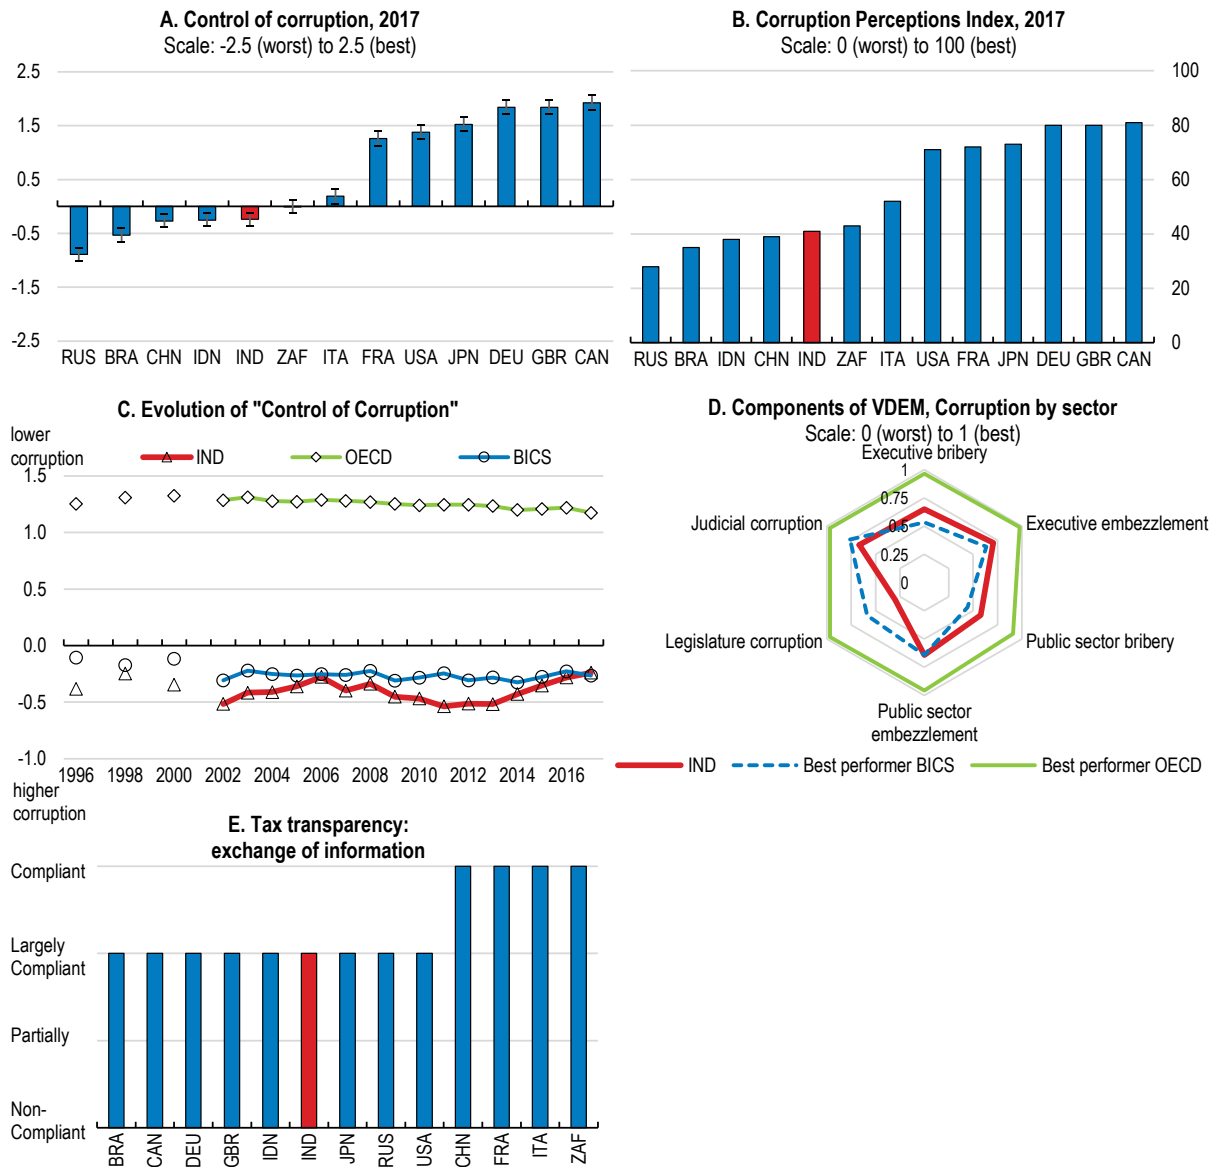 A. Control of corruption, 2017
Scale: -2.5 (worst) to 2.5 (best)
2.5
1.5
0.5
-0.5
-1.5
-2.5
RUS BRA CHN IDN IND ZAF ITA FRA USA JPN DEU GBR CAN
B. Corruption Perceptions Index, 2017
Scale: 0 (worst) to 100 (best)
100
80
60
40
20
0
RUS BRA IDN CHN IND ZAF ITA USA FRA JPN DEU GBR CAN
C. Evolution of "Control of Corruption"
lower
corruption
IND OECD BICS
1.5
1.0
0.5
0.0
-0.5
-1.0
1996 1998 2000 2002 2004 2006 2008 2010 2012 2014 2016
higher
corruption
D. Components of VDEM, Corruption by sector
Scale: 0 (worst) to 1 (best)
Executive bribery
1
0.75
0.5
0.25
0
Judicial corruption
Executive embezzlement
Legislature corruption
Public sector bribery
Public sector
embezzlement
IND Best performer BICS Best performer OECD
E. Tax transparency:
exchange of information
Compliant
Largely
Compliant
Partially
Non-
Compliant
BRA CAN DEU GBR IDN IND JPN RUS USA CHN FRA ITA ZAF